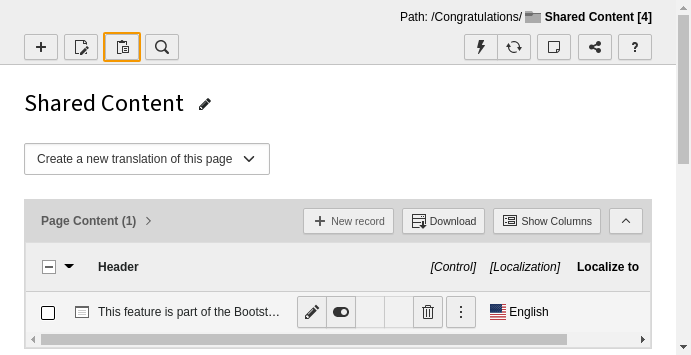 Path: /Congratulations/ Shared Content [4]
?
Shared Content
Create a new translation of this page
Page Content (1)
New record
Download
Show Columns
Header
[Control]
[Localization]
Localize to
This feature is part of the Bootst...
English